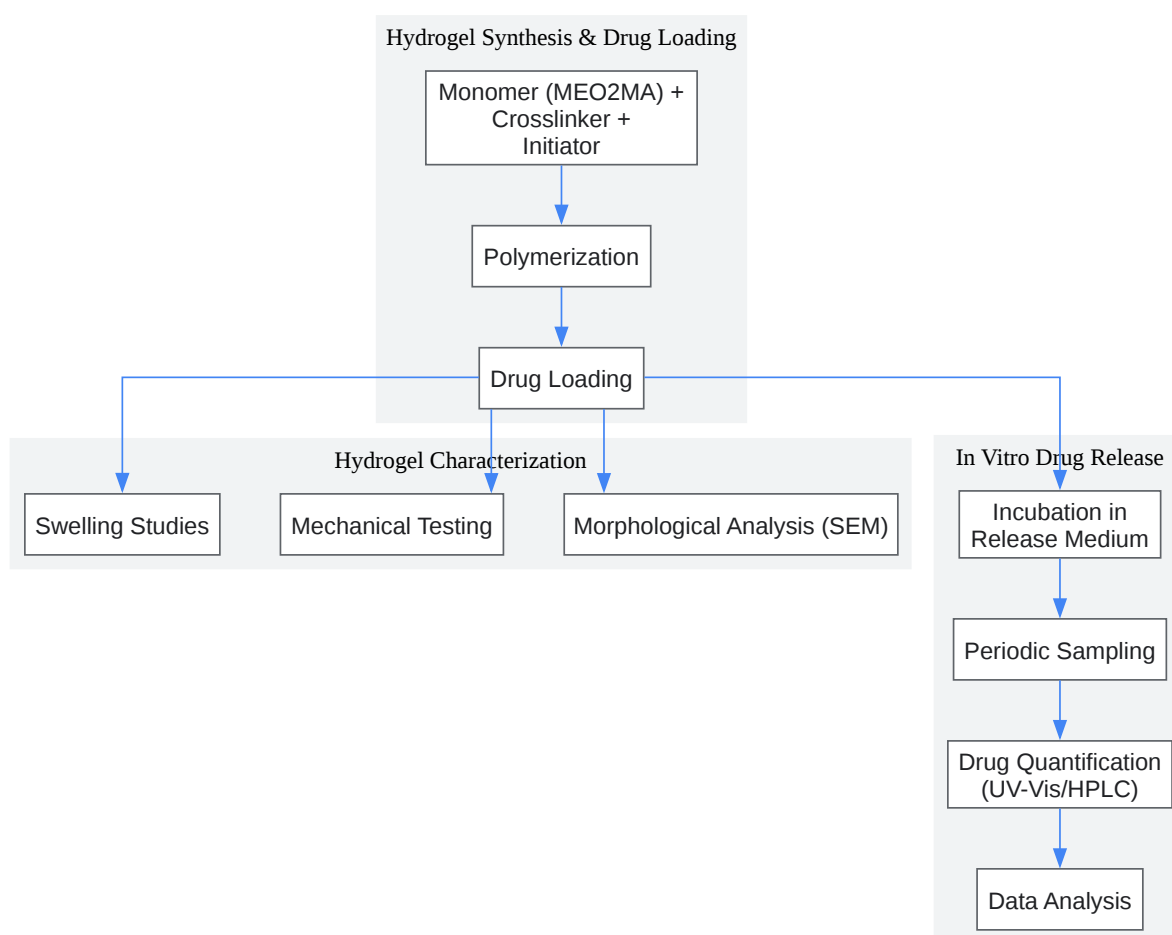 Hydrogel Synthesis & Drug Loading
Monomer (MEO2MA) +
Crosslinker +
Initiator
Polymerization
Drug Loading
Hydrogel Characterization
Swelling Studies
Mechanical Testing
Morphological Analysis (SEM)
In Vitro Drug Release
Incubation in
Release Medium
Periodic Sampling
Drug Quantification
(UV-Vis/HPLC)
Data Analysis